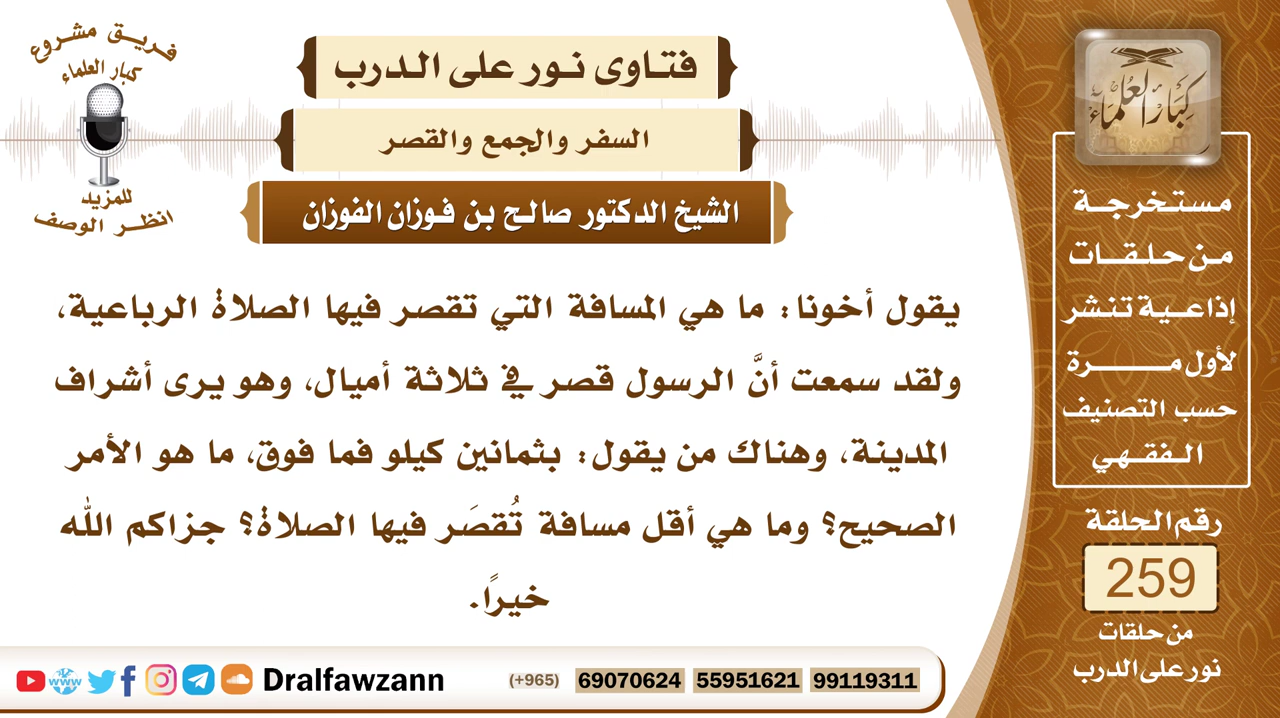 فريق مشروع
كبار العلماء
للمزيد
انظر الوصف
فتاوى نور على الدرب
السفر والجمع والقصر
الشيخ الدكتور صالح بن فوزان الفوزان
يقول أخونا: ما هي المسافة التي تقصر فيها الصلاة الرباعية،
ولقد سمعت أنَّ الرسول قصر في ثلاثة أميال، وهو يرى أشراف
المدينة، وهناك من يقول: بثمانين كيلو فما فوق، ما هو الأمر
الصحيح؟ وما هي أقل مسافة تُقصَر فيها الصلاة؟ جزاكم الله
خيرًا.
كبار العلماء
مستخرجة
من حلقات
إذاعية تنشر
لأول مرة
حسب التصنيف
الفقهي
رقم الحلقة
259
من حلقات
نور على الدرب
www Dralfawzann (+965) 69070624 55951621 99119311